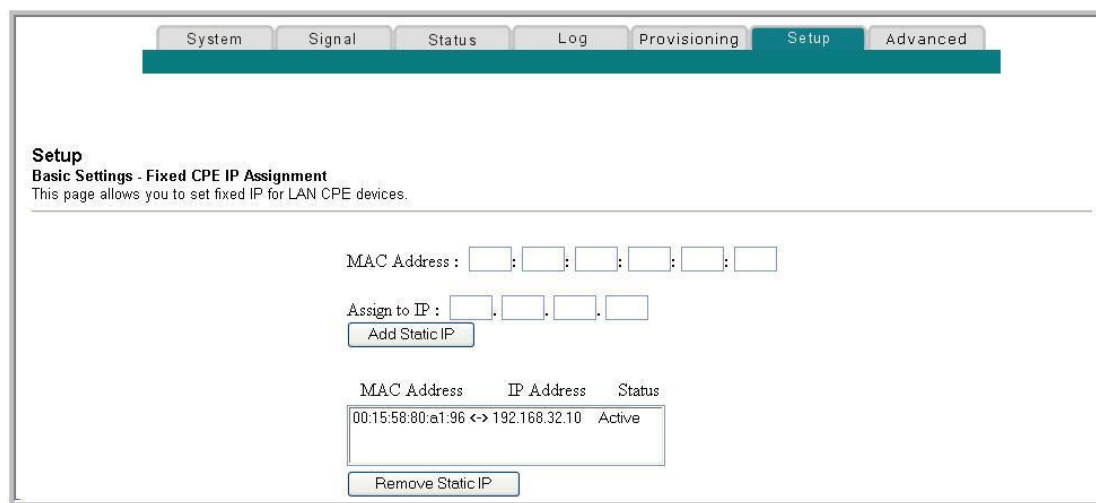 System Signal Status Log Provisioning Setup Advanced
Setup
Basic Settings - Fixed CPE IP Assignment
This page allows you to set fixed IP for LAN CPE devices.
MAC Address : : : : : :
Assign to IP : . . .
Add Static IP
MAC Address IP Address Status
00:15:58:80:a1:96 <-> 192.168.32.10 Active
Remove Static IP